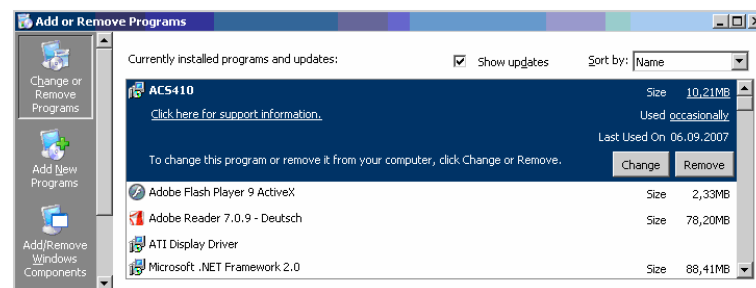 Add or Remove Programs
Change or
Remove
Programs
Add New
Programs
Add/Remove
Windows
Components
Currently installed programs and updates:
Show updates
Sort by: Name
ACS410
Size 10,21MB
Click here for support information.
Used occasionally
Last Used On 06.09.2007
To change this program or remove it from your computer, click Change or Remove.
Change Remove
Adobe Flash Player 9 ActiveX Size 2,33MB
Adobe Reader 7.0.9 - Deutsch Size 78,20MB
ATI Display Driver
Microsoft .NET Framework 2.0 Size 88,41MB